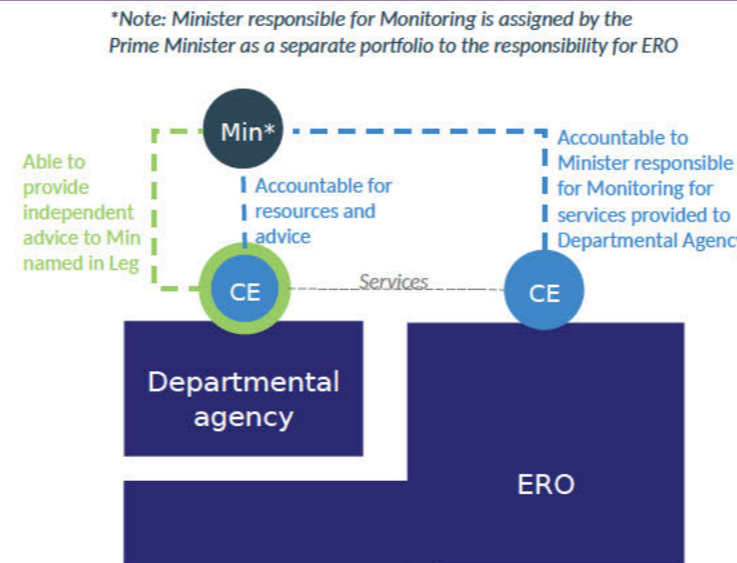 *Note: Minister responsible for Monitoring is assigned by the
Prime Minister as a separate portfolio to the responsibility for ERO
Min*
Able to
provide
independent
advice to Min
named in Leg
Accountable for
resources and
advice
Accountable to
Minister responsible
for Monitoring for
services provided to
Departmental Agency
CE
Services
CE
Departmental
agency
ERO